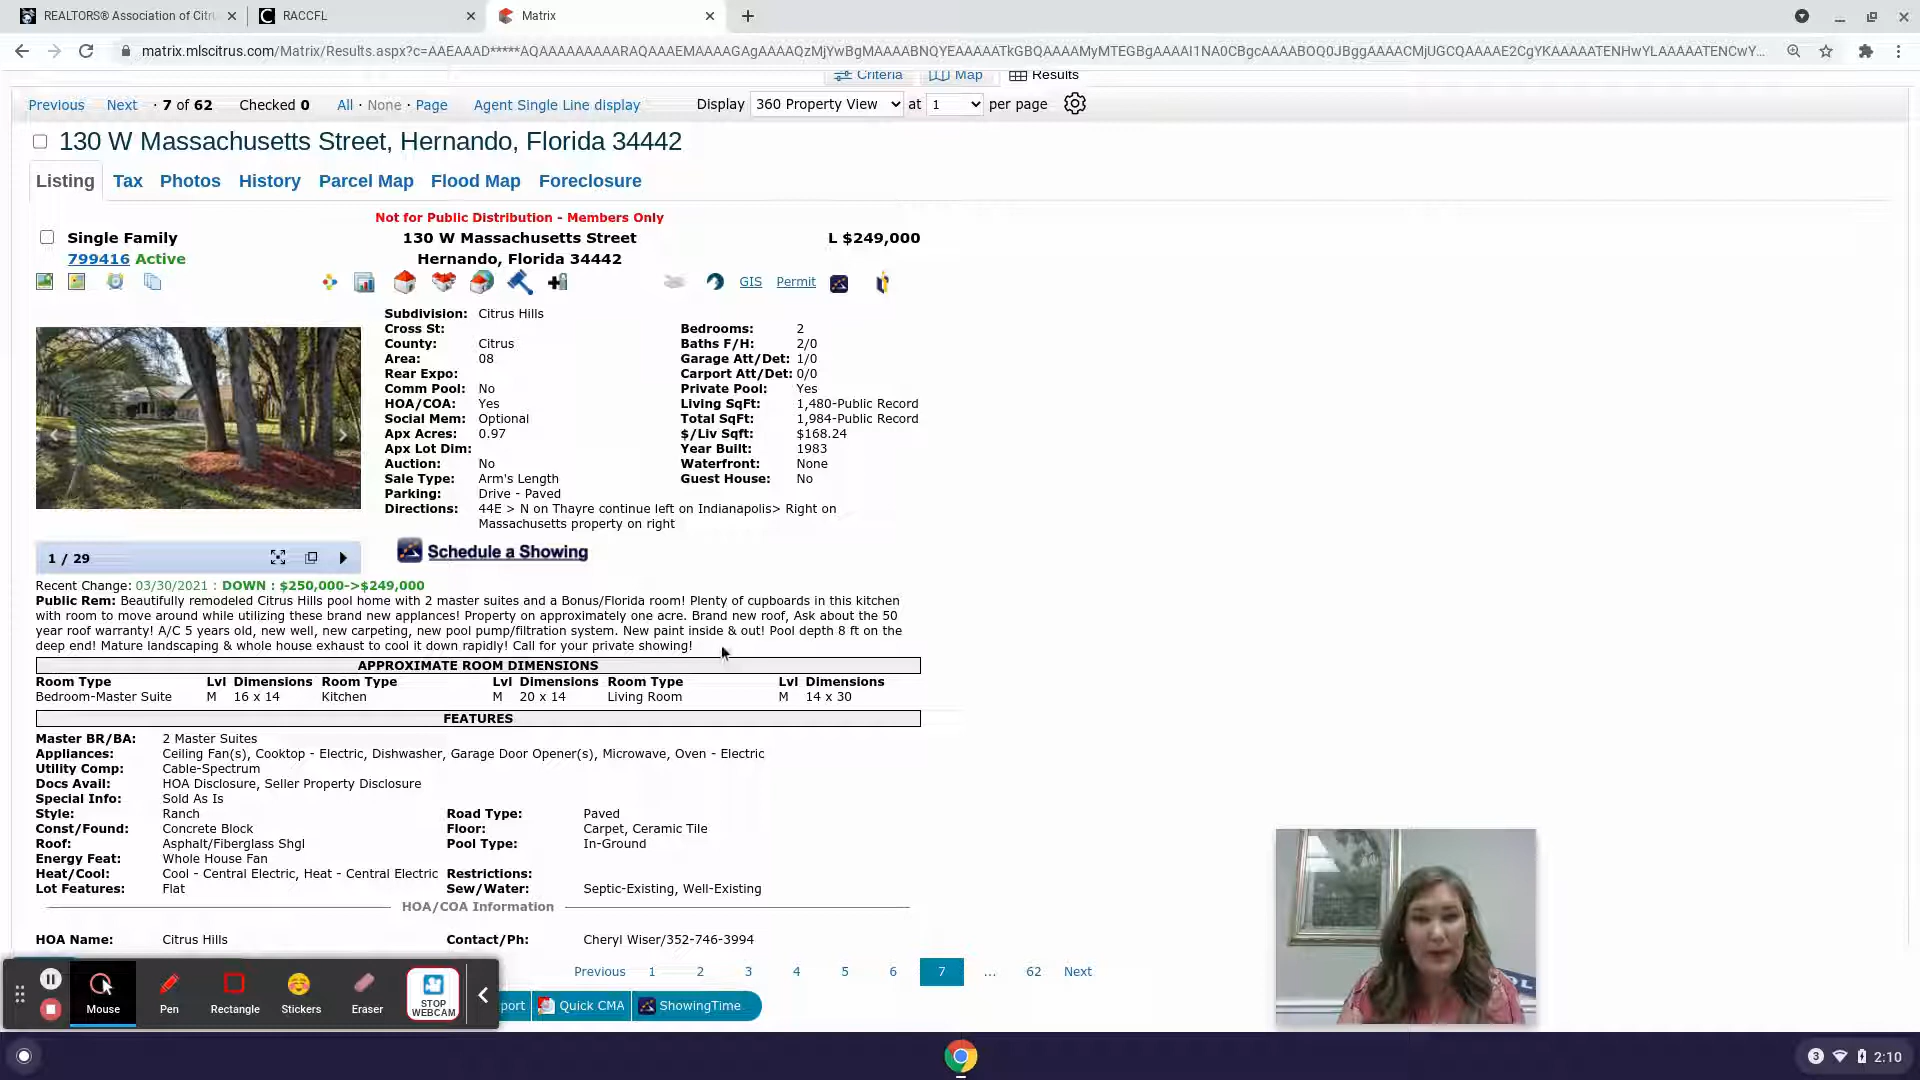 REALTORS® Association of Citru
RACCFL
Matrix
matrix.mlscitrus.com/Matrix/Results.aspx?c=AAEAAAD*****AQAAAAAAAAARAQAAAEMAAAAGAgAAAAQzMjYwBgMAAAABNQYEAAAAATkGBQAAAAMyMTEGBgAAAAI1NA0CBgcAAAABOQ0JBggAAAACMjUGCQAAAAE2CgYKAAAAATENHwYLAAAAATENCwY...
Criteria Map Results
Previous Next · 7 of 62 Checked 0 All · None · Page Agent Single Line display Display 360 Property View at 1 per page
130 W Massachusetts Street, Hernando, Florida 34442
Listing Tax Photos History Parcel Map Flood Map Foreclosure
Not for Public Distribution - Members Only
Single Family 130 W Massachusetts Street L $249,000
799416 Active Hernando, Florida 34442
GIS Permit
Subdivision: Citrus Hills
Cross St: Bedrooms: 2
County: Citrus Baths F/H: 2/0
Area: 08 Garage Att/Det: 1/0
Rear Expo: Carport Att/Det: 0/0
Comm Pool: No Private Pool: Yes
HOA/COA: Yes Living SqFt: 1,480-Public Record
Social Mem: Optional Total SqFt: 1,984-Public Record
Apx Acres: 0.97 $/Liv Sqft: $168.24
Apx Lot Dim: Year Built: 1983
Auction: No Waterfront: None
Sale Type: Arm's Length Guest House: No
Parking: Drive - Paved
Directions: 44E > N on Thayre continue left on Indianapolis> Right on
Massachusetts property on right
1 / 29 Schedule a Showing
Recent Change: 03/30/2021 : DOWN : $250,000->$249,000
Public Rem: Beautifully remodeled Citrus Hills pool home with 2 master suites and a Bonus/Florida room! Plenty of cupboards in this kitchen
with room to move around while utilizing these brand new applances! Property on approximately one acre. Brand new roof, Ask about the 50
year roof warranty! A/C 5 years old, new well, new carpeting, new pool pump/filtration system. New paint inside & out! Pool depth 8 ft on the
deep end! Mature landscaping & whole house exhaust to cool it down rapidly! Call for your private showing!
APPROXIMATE ROOM DIMENSIONS
Room Type Lvl Dimensions Room Type Lvl Dimensions Room Type Lvl Dimensions
Bedroom-Master Suite M 16 x 14 Kitchen M 20 x 14 Living Room M 14 x 30
FEATURES
Master BR/BA: 2 Master Suites
Appliances: Ceiling Fan(s), Cooktop - Electric, Dishwasher, Garage Door Opener(s), Microwave, Oven - Electric
Utility Comp: Cable-Spectrum
Docs Avail: HOA Disclosure, Seller Property Disclosure
Special Info: Sold As Is
Style: Ranch Road Type: Paved
Const/Found: Concrete Block Floor: Carpet, Ceramic Tile
Roof: Asphalt/Fiberglass Shgl Pool Type: In-Ground
Energy Feat: Whole House Fan
Heat/Cool: Cool - Central Electric, Heat - Central Electric Restrictions:
Lot Features: Flat Sew/Water: Septic-Existing, Well-Existing
HOA/COA Information
HOA Name: Citrus Hills Contact/Ph: Cheryl Wiser/352-746-3994
Previous 1 2 3 4 5 6 7 ... 62 Next
Mouse Pen Rectangle Stickers Eraser STOP WEBCAM
port Quick CMA ShowingTime
OL
3 2:10